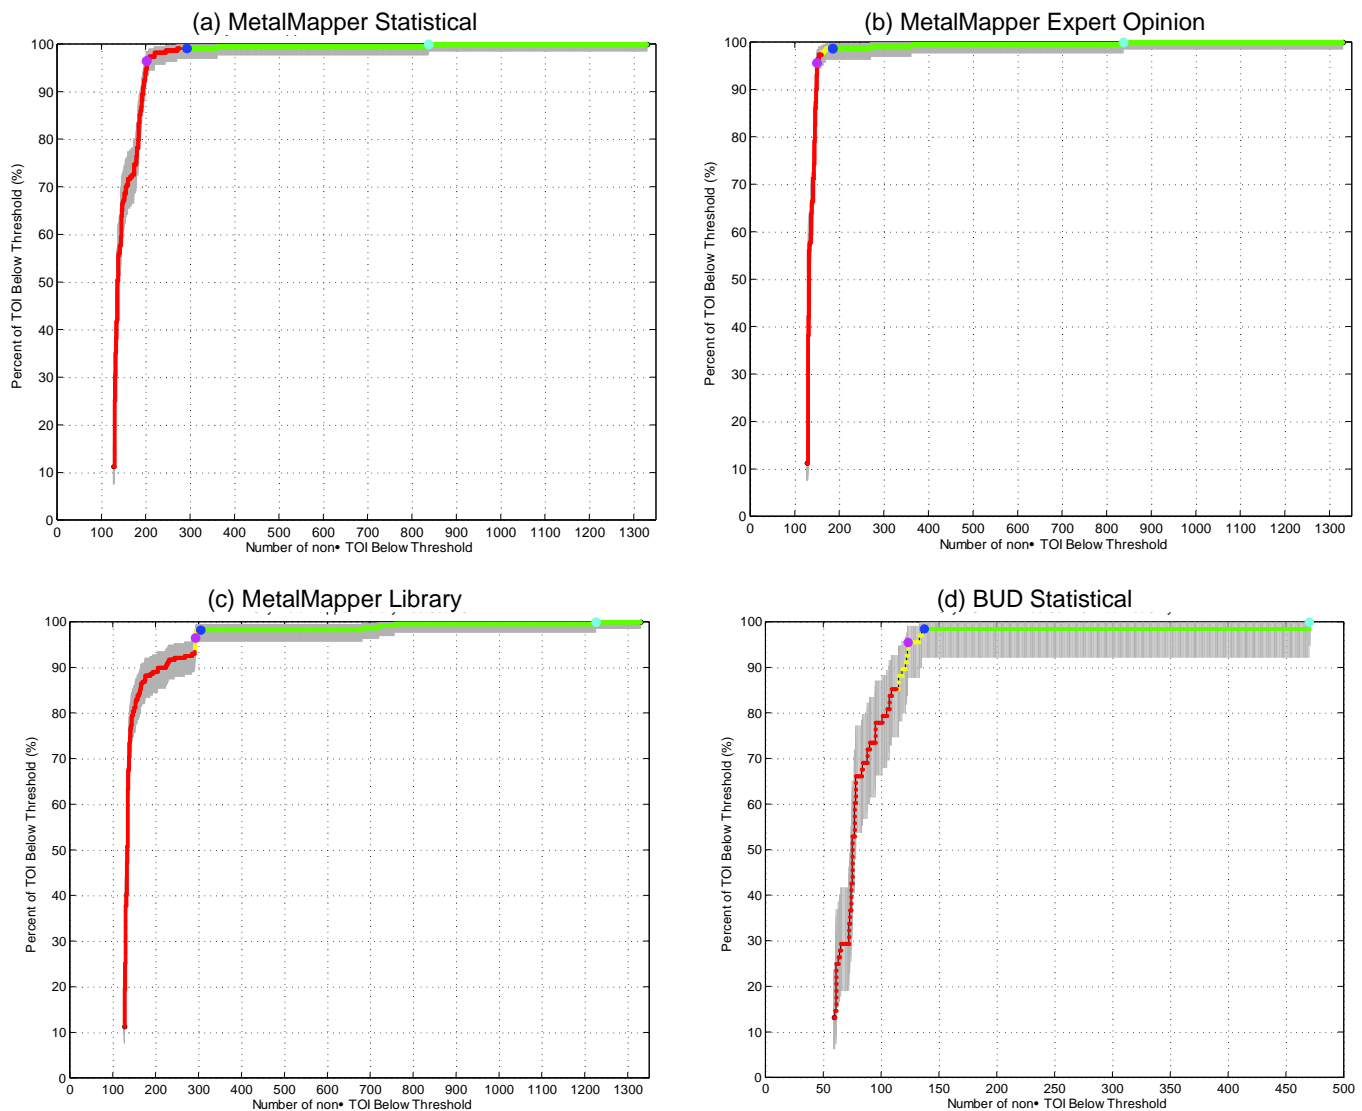 (a) MetalMapper Statistical
100
90
80
70
60
50
40
30
20
10
0
Percent of TOI Below Threshold (%)
0 100 200 300 400 500 600 700 800 900 1000 1100 1200 1300
Number of non• TOI Below Threshold
(b) MetalMapper Expert Opinion
100
90
80
70
60
50
40
30
20
10
0
Percent of TOI Below Threshold (%)
0 100 200 300 400 500 600 700 800 900 1000 1100 1200 1300
Number of non• TOI Below Threshold
(c) MetalMapper Library
100
90
80
70
60
50
40
30
20
10
0
Percent of TOI Below Threshold (%)
0 100 200 300 400 500 600 700 800 900 1000 1100 1200 1300
Number of non• TOI Below Threshold
(d) BUD Statistical
100
90
80
70
60
50
40
30
20
10
0
Percent of TOI Below Threshold (%)
0 50 100 150 200 250 300 350 400 450 500
Number of non• TOI Below Threshold